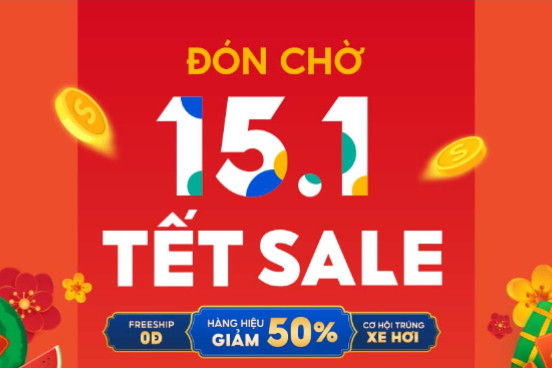 ĐÓN CHỜ
15.1
TẾT SALE
FREESHIP
0Đ
HÀNG HIỆU
GIẢM 50%
CƠ HỘI TRÚNG
XE HƠI